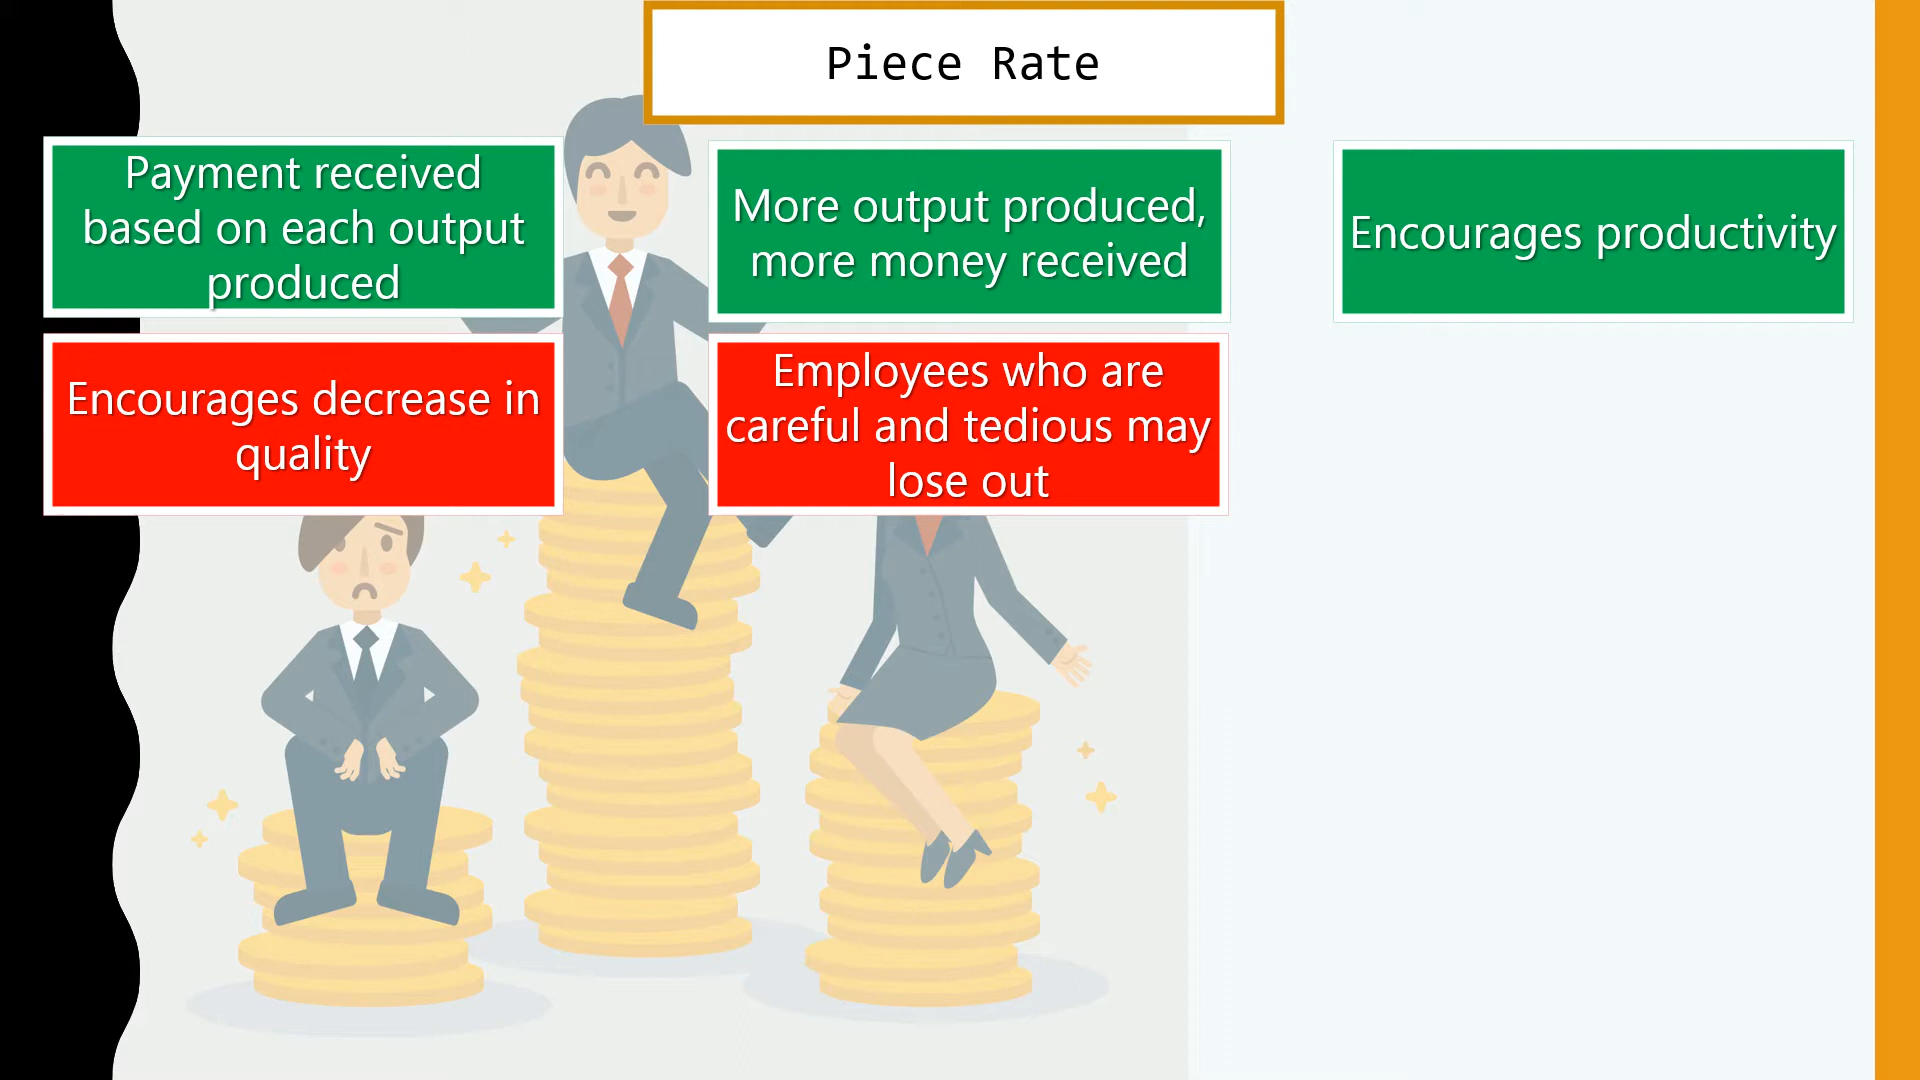 Piece Rate
Payment received
based on each output
produced
More output produced,
more money received
Encourages productivity
Encourages decrease in
quality
Employees who are
careful and tedious may
lose out